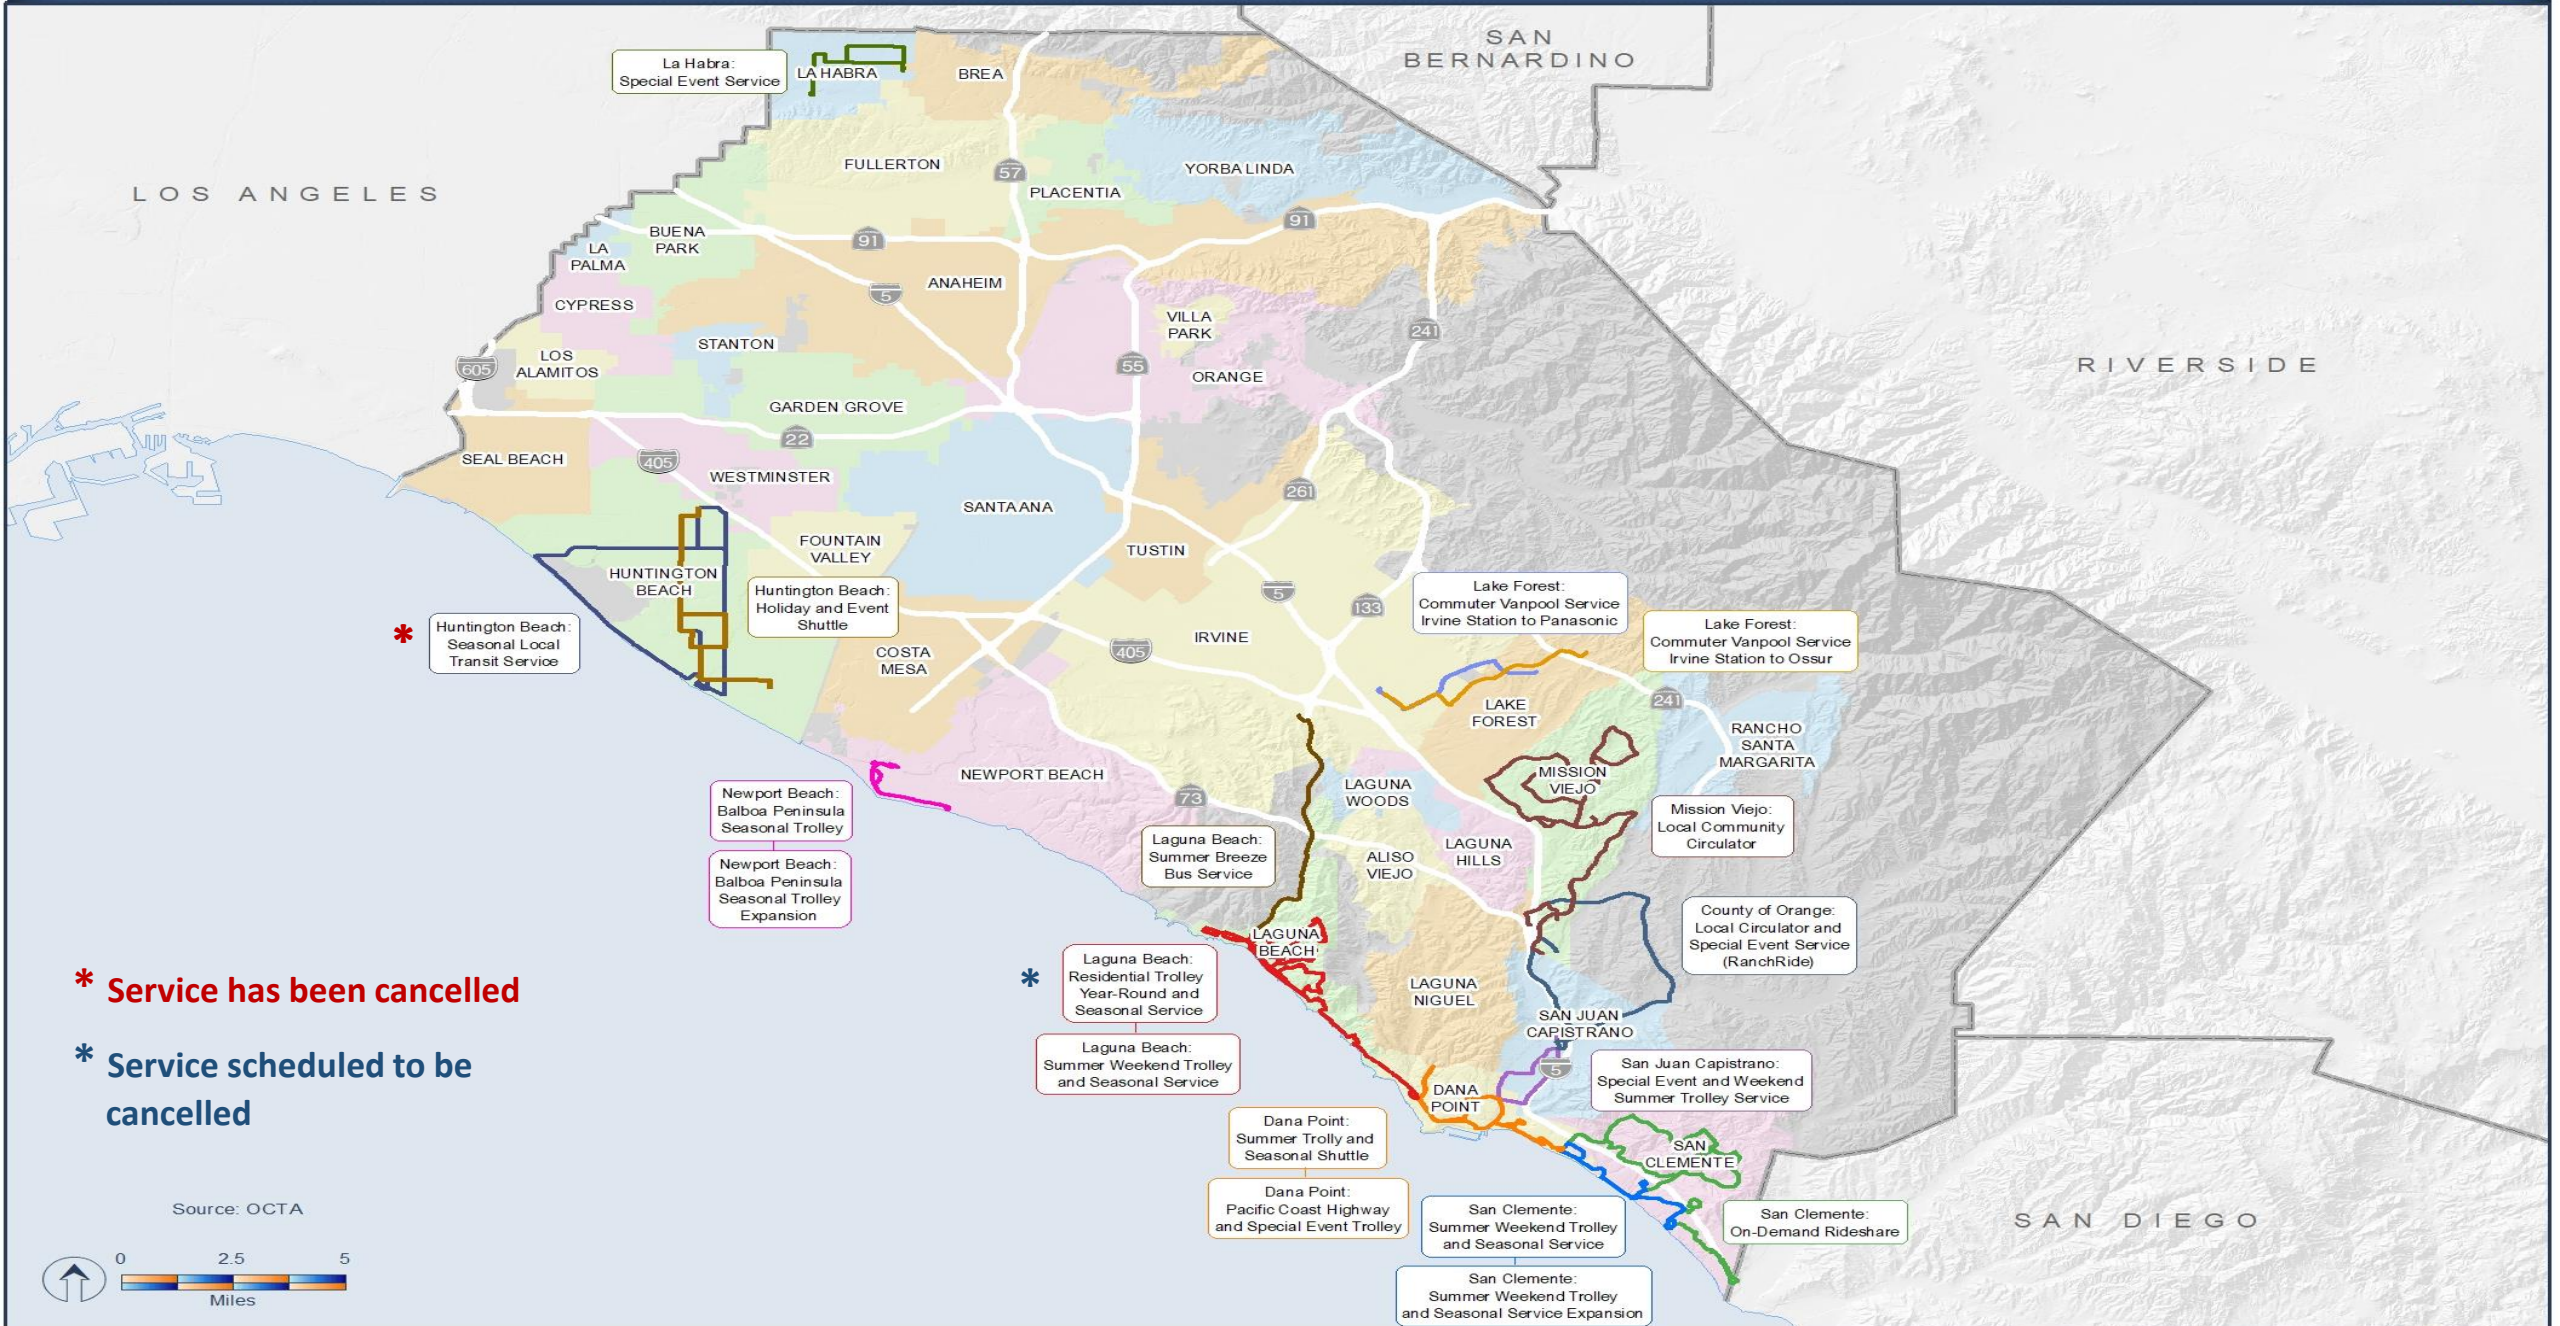 SAN
BERNARDINO
LOS ANGELES
RIVERSIDE
SAN DIEGO
La Habra:
Special Event Service
LA HABRA
BREA
FULLERTON
57
PLACENTIA
YORBA LINDA
91
91
BUENA
PARK
LA
PALMA
CYPRESS
ANAHEIM
5
VILLA
PARK
241
STANTON
LOS
ALAMITOS
605
55
ORANGE
GARDEN GROVE
22
SEAL BEACH
405
WESTMINSTER
261
SANTA ANA
FOUNTAIN
VALLEY
TUSTIN
HUNTINGTON
BEACH
Huntington Beach:
Holiday and Event
Shuttle
*
Huntington Beach:
Seasonal Local
Transit Service
5
133
Lake Forest:
Commuter Vanpool Service
Irvine Station to Panasonic
Lake Forest:
Commuter Vanpool Service
Irvine Station to Ossur
IRVINE
405
COSTA
MESA
LAKE
FOREST
241
RANCHO
SANTA
MARGARITA
NEWPORT BEACH
73
MISSION
VIEJO
LAGUNA
WOODS
Newport Beach:
Balboa Peninsula
Seasonal Trolley
Newport Beach:
Balboa Peninsula
Seasonal Trolley
Expansion
Laguna Beach:
Summer Breeze
Bus Service
Mission Viejo:
Local Community
Circulator
LAGUNA
HILLS
ALISO
VIEJO
County of Orange:
Local Circulator and
Special Event Service
(RanchRide)
LAGUNA
BEACH
*
Laguna Beach:
Residential Trolley
Year-Round and
Seasonal Service
Laguna Beach:
Summer Weekend Trolley
and Seasonal Service
LAGUNA
NIGUEL
SAN JUAN
CAPISTRANO
1
5
San Juan Capistrano:
Special Event and Weekend
Summer Trolley Service
DANA
POINT
Dana Point:
Summer Trolly and
Seasonal Shuttle
Dana Point:
Pacific Coast Highway
and Special Event Trolley
SAN
CLEMENTE
San Clemente:
Summer Weekend Trolley
and Seasonal Service
San Clemente:
Summer Weekend Trolley
and Seasonal Service Expansion
San Clemente:
On-Demand Rideshare
* Service has been cancelled
* Service scheduled to be
cancelled
Source: OCTA
0 2.5 5
Miles